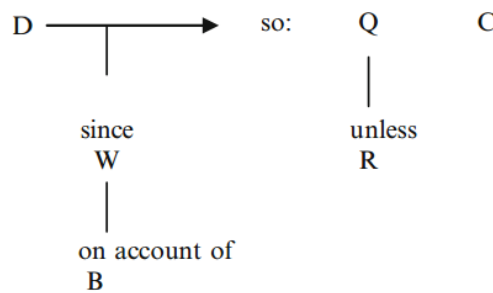 D so: Q C
since unless
W R
on account of
B